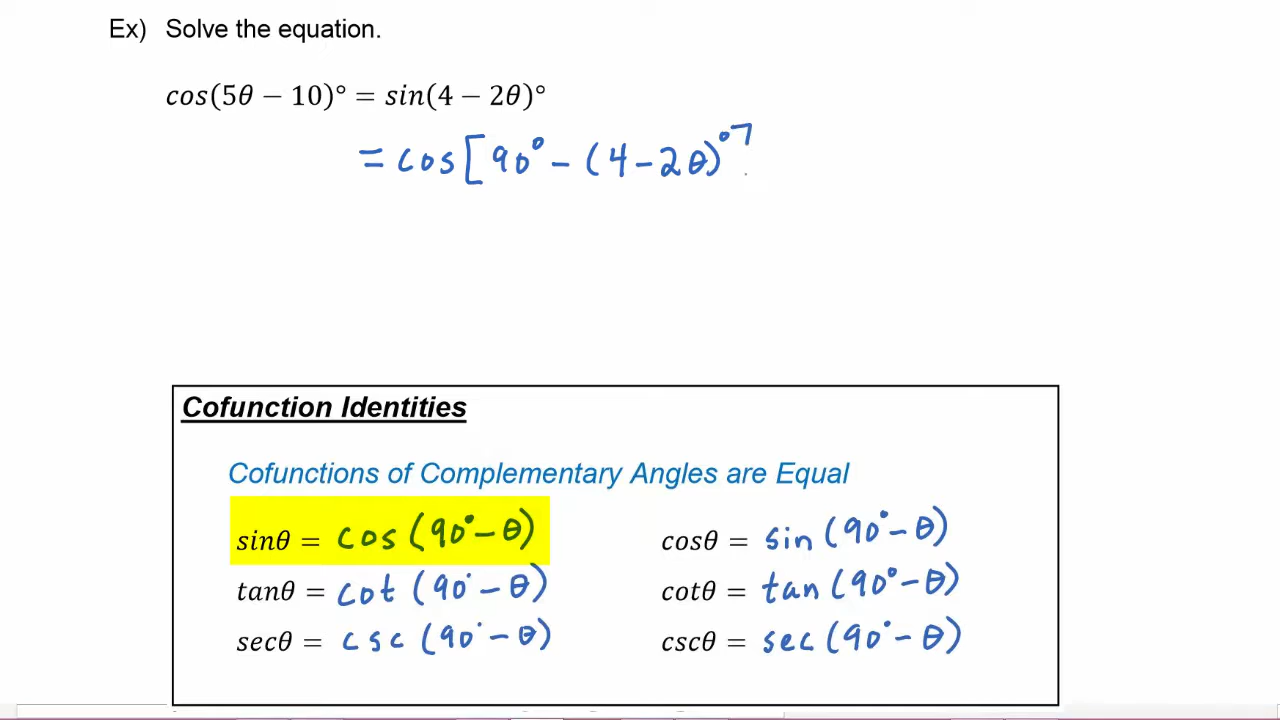 Ex) Solve the equation.
cos(5θ − 10)° = sin(4 − 2θ)°
= cos[90° − (4 − 2θ)°]
Cofunction Identities
Cofunctions of Complementary Angles are Equal
sinθ = cos(90° − θ)
cosθ = sin(90° − θ)
tanθ = cot(90° − θ)
cotθ = tan(90° − θ)
secθ = csc(90° − θ)
cscθ = sec(90° − θ)